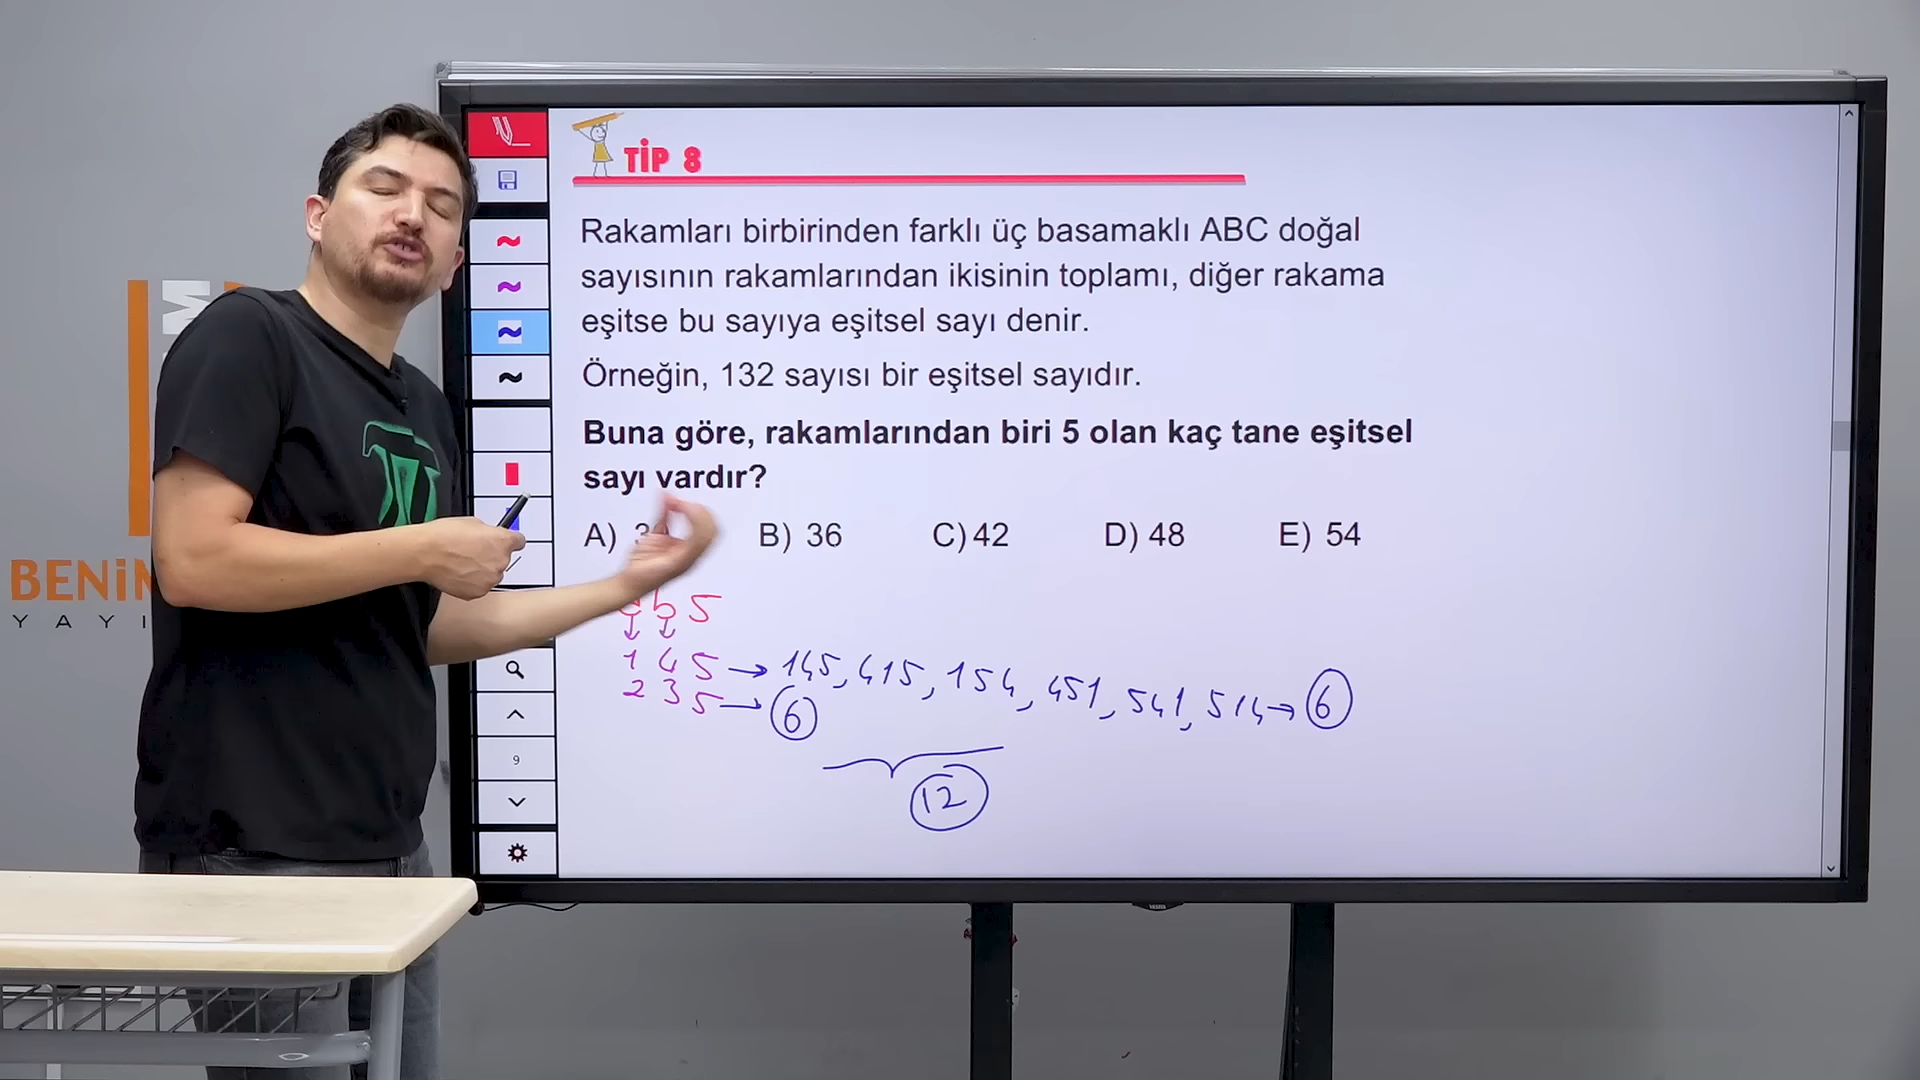 TİP 8
Rakamları birbirinden farklı üç basamaklı ABC doğal
sayısının rakamlarından ikisinin toplamı, diğer rakama
eşitse bu sayıya eşitsel sayı denir.
Örneğin, 132 sayısı bir eşitsel sayıdır.
Buna göre, rakamlarından biri 5 olan kaç tane eşitsel
sayı vardır?
A) B) 36 C) 42 D) 48 E) 54
b 5
1 4 5 → 145, 415, 154, 451, 541, 514 → 6
2 3 5 → 6
12
9
BENİM
YAYI